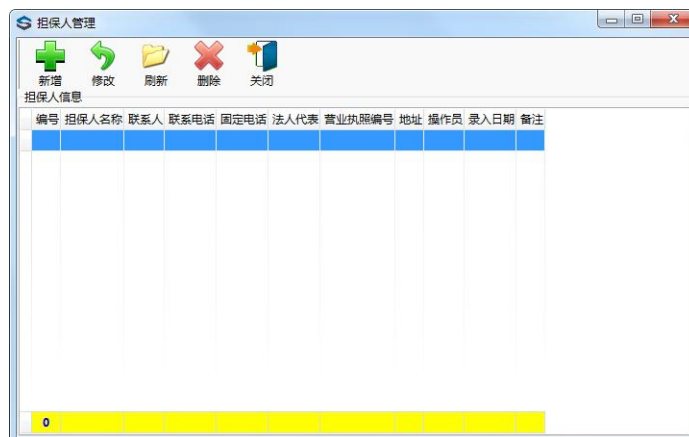 担保人管理
新增 修改 刷新 删除 关闭
担保人信息
编号 担保人名称 联系人 联系电话 固定电话 法人代表 营业执照编号 地址 操作员 录入日期 备注
0